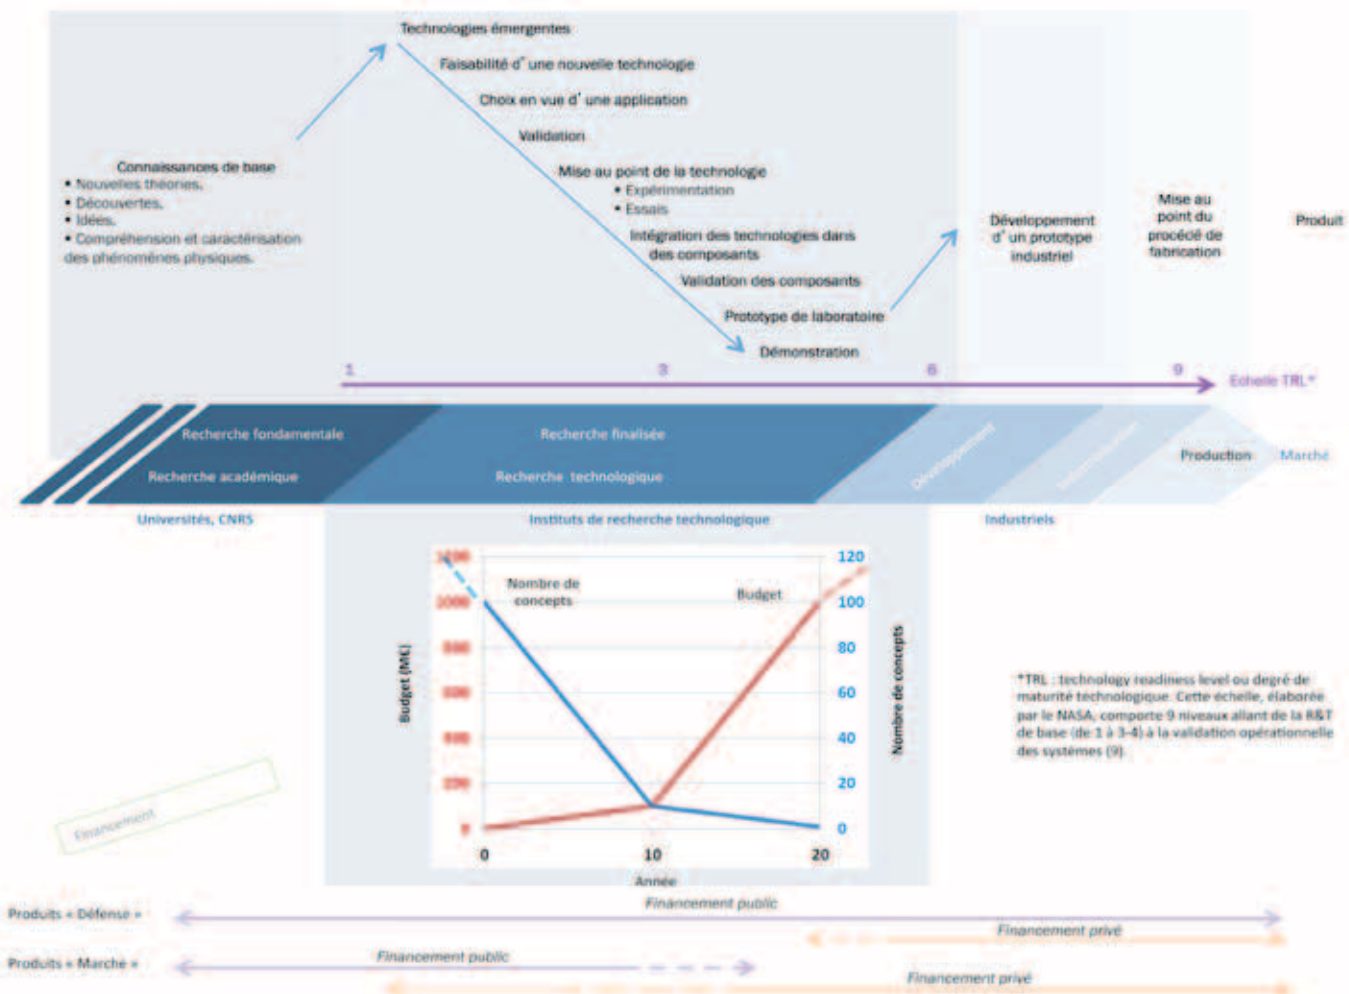 Technologies émergentes
Faisabilité d' une nouvelle technologie
Choix en vue d' une application
Validation
Connaissances de base
• Nouvelles théories.
• Découvertes.
• Idées.
• Compréhension et caractérisation
des phénomènes physiques.
Mise au point de la technologie
• Expérimentation
• Essais
Intégration des technologies dans
des composants
Validation des composants
Prototype de laboratoire
Démonstration
Développement
d' un prototype
industriel
Mise au
point du
procédé de
fabrication
Produit
1
3
6
9
Echelle TRL*
Recherche fondamentale
Recherche finalisée
Recherche académique
Recherche technologique
Développement
Industrialisation
Production
Marché
Universités, CNRS
Instituts de recherche technologique
Industriels
1200
1000
800
600
400
200
0
Budget (M€)
Nombre de
concepts
Budget
120
100
80
60
40
20
0
Nombre de concepts
0
10
20
Année
*TRL : technology readiness level ou degré de
maturité technologique. Cette échelle, élaborée
par le NASA, comporte 9 niveaux allant de la R&T
de base (de 1 à 3-4) à la validation opérationnelle
des systèmes (9).
Financement
Produits « Défense »
Financement public
Financement privé
Produits « Marché »
Financement public
Financement privé